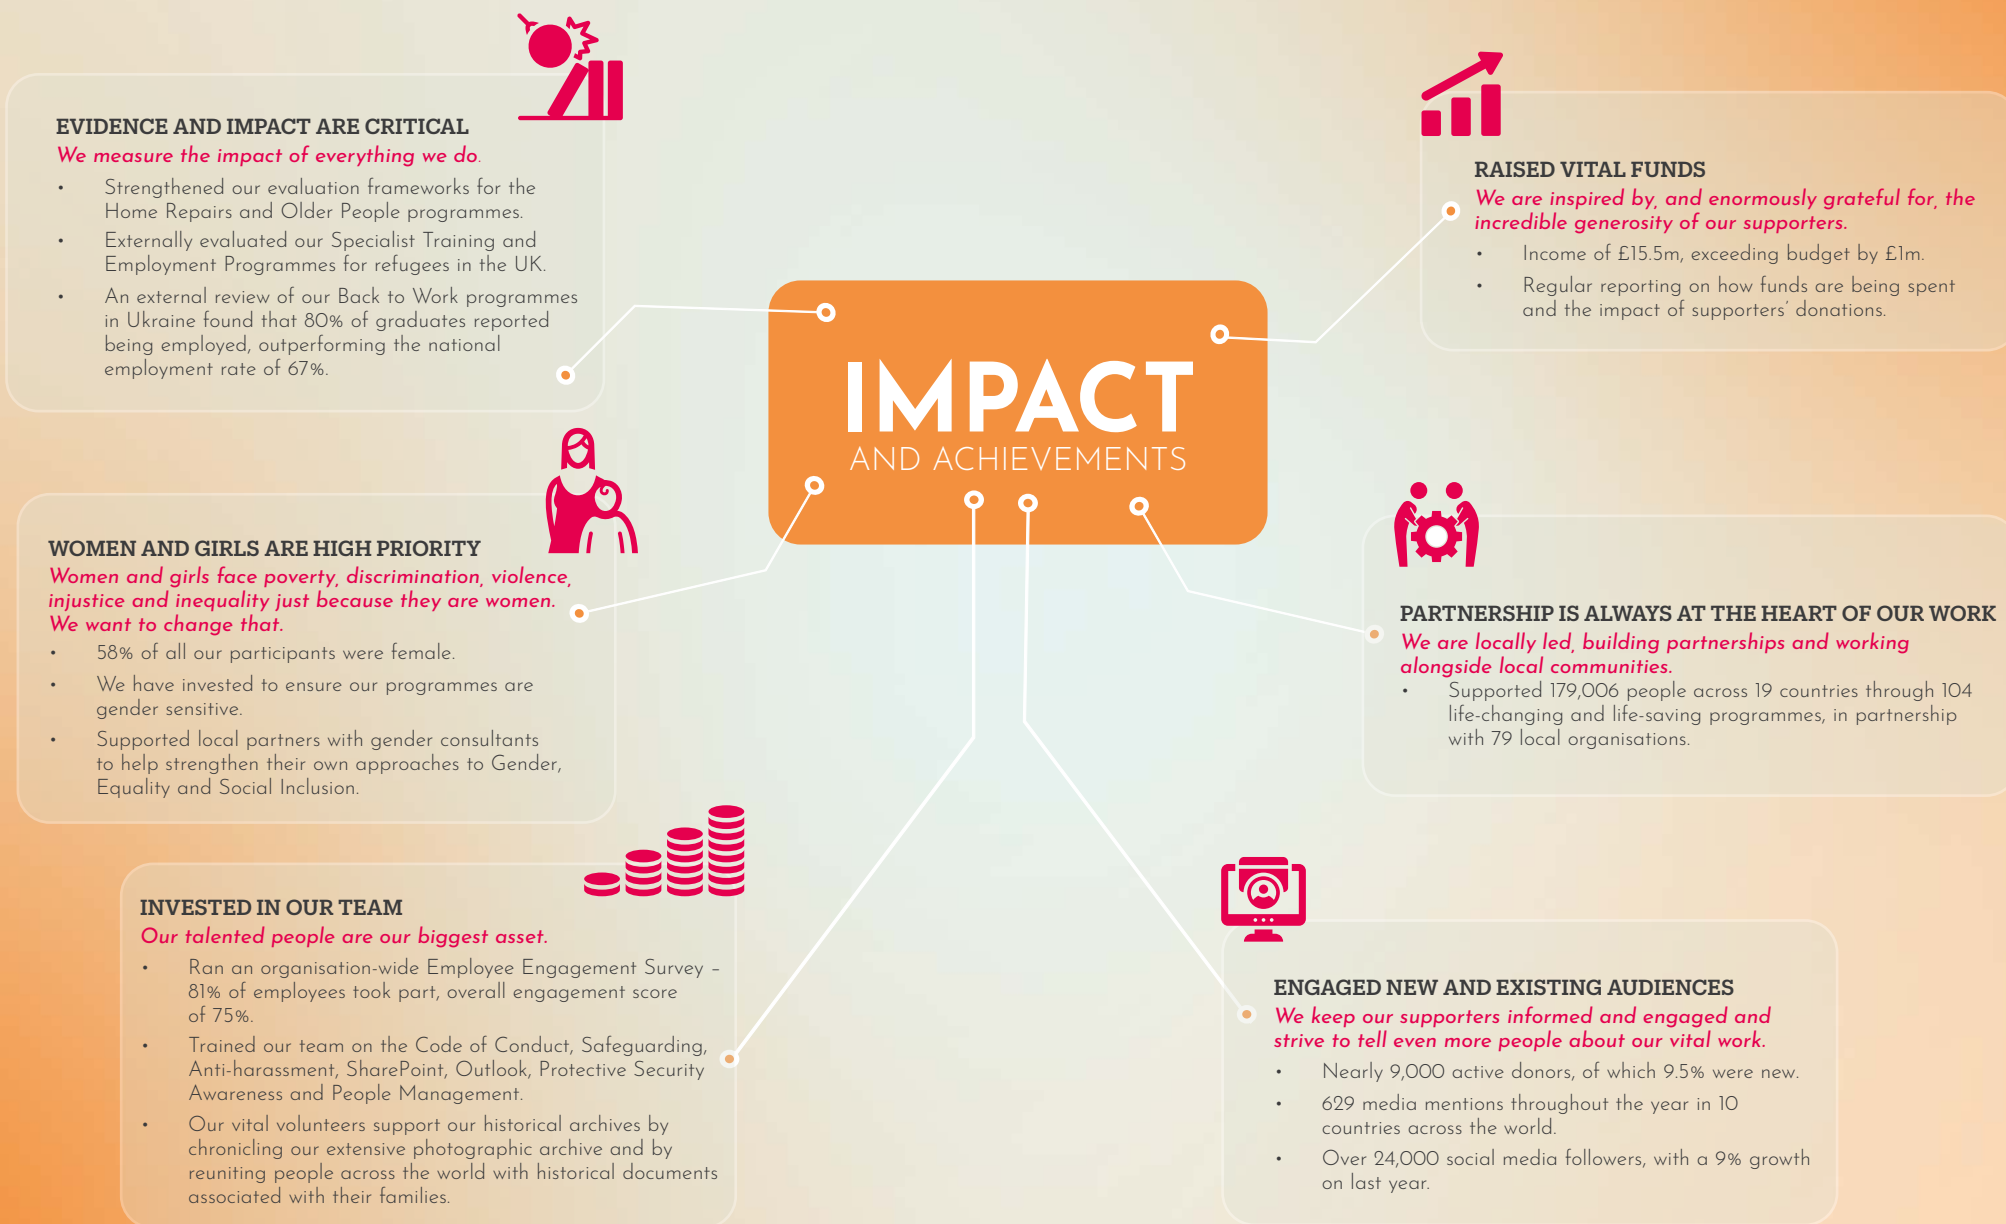 EVIDENCE AND IMPACT ARE CRITICAL
We measure the impact of everything we do.
• Strengthened our evaluation frameworks for the
Home Repairs and Older People programmes.
• Externally evaluated our Specialist Training and
Employment Programmes for refugees in the UK.
• An external review of our Back to Work programmes
in Ukraine found that 80% of graduates reported
being employed, outperforming the national
employment rate of 67%.
WOMEN AND GIRLS ARE HIGH PRIORITY
Women and girls face poverty, discrimination, violence,
injustice and inequality just because they are women.
We want to change that.
• 58% of all our participants were female.
• We have invested to ensure our programmes are
gender sensitive.
• Supported local partners with gender consultants
to help strengthen their own approaches to Gender,
Equality and Social Inclusion.
INVESTED IN OUR TEAM
Our talented people are our biggest asset.
• Ran an organisation-wide Employee Engagement Survey –
81% of employees took part, overall engagement score
of 75%.
• Trained our team on the Code of Conduct, Safeguarding,
Anti-harassment, SharePoint, Outlook, Protective Security
Awareness and People Management.
• Our vital volunteers support our historical archives by
chronicling our extensive photographic archive and by
reuniting people across the world with historical documents
associated with their families.
IMPACT
AND ACHIEVEMENTS
RAISED VITAL FUNDS
We are inspired by, and enormously grateful for, the
incredible generosity of our supporters.
• Income of £15.5m, exceeding budget by £1m.
• Regular reporting on how funds are being spent
and the impact of supporters’ donations.
PARTNERSHIP IS ALWAYS AT THE HEART OF OUR WORK
We are locally led, building partnerships and working
alongside local communities.
• Supported 179,006 people across 19 countries through 104
life-changing and life-saving programmes, in partnership
with 79 local organisations.
ENGAGED NEW AND EXISTING AUDIENCES
We keep our supporters informed and engaged and
strive to tell even more people about our vital work.
• Nearly 9,000 active donors, of which 9.5% were new.
• 629 media mentions throughout the year in 10
countries across the world.
• Over 24,000 social media followers, with a 9% growth
on last year.